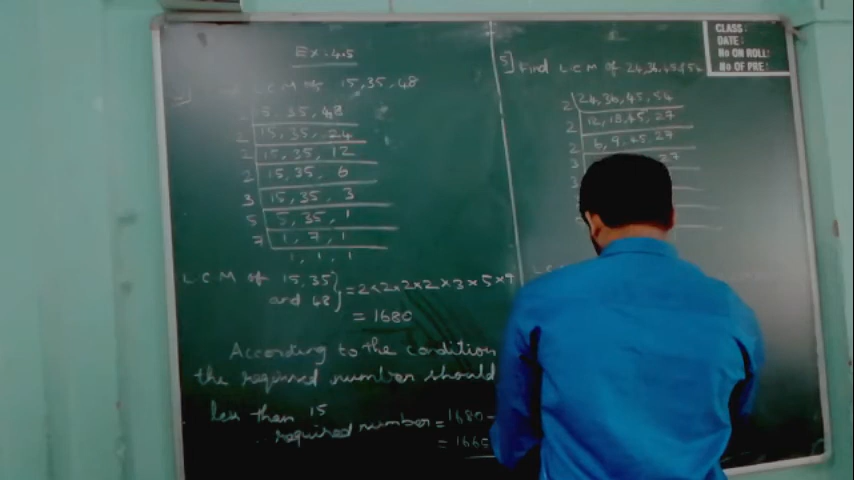 Ex: 4.5
L.C.M of 15, 35, 48
5, 35, 48
2 15, 35, 24
2 15, 35, 12
2 15, 35, 6
3 15, 35, 3
5 5, 35, 1
7 1, 7, 1
1, 1, 1
L.C.M of 15, 35
and 48 } = 2×2×2×2×3×5×7
= 1680
According to the condition
the required number should
less than 15
required number = 1680 -
= 1665
5] Find L.C.M of 24, 36, 45, 54
2 24, 36, 45, 54
2 12, 18, 45, 27
2 6, 9, 45, 27
3 27
3
CLASS:
DATE:
No ON ROLL:
No OF PRE: